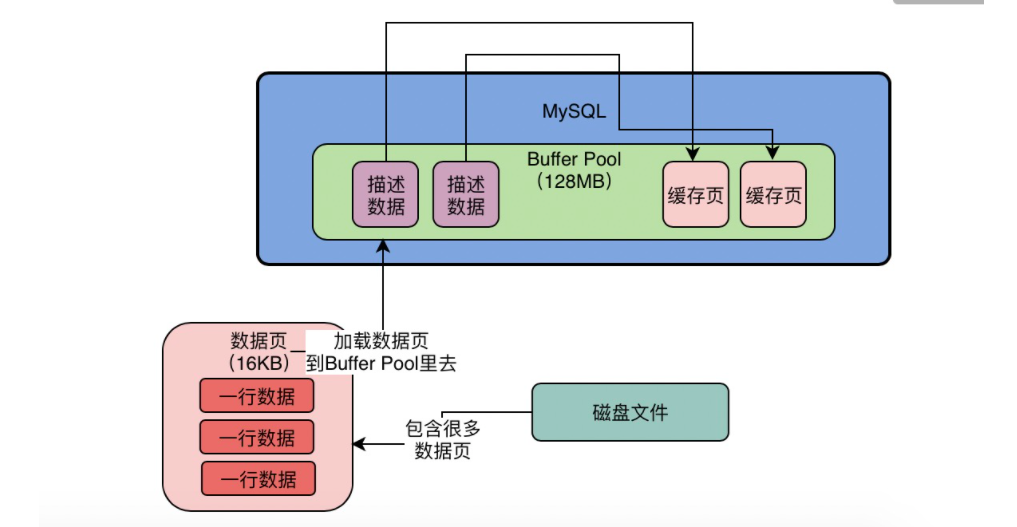 MySQL
Buffer Pool
（128MB）
描述
数据
描述
数据
缓存页
缓存页
数据页
（16KB）
加载数据页
到Buffer Pool里去
一行数据
一行数据
一行数据
包含很多
数据页
磁盘文件